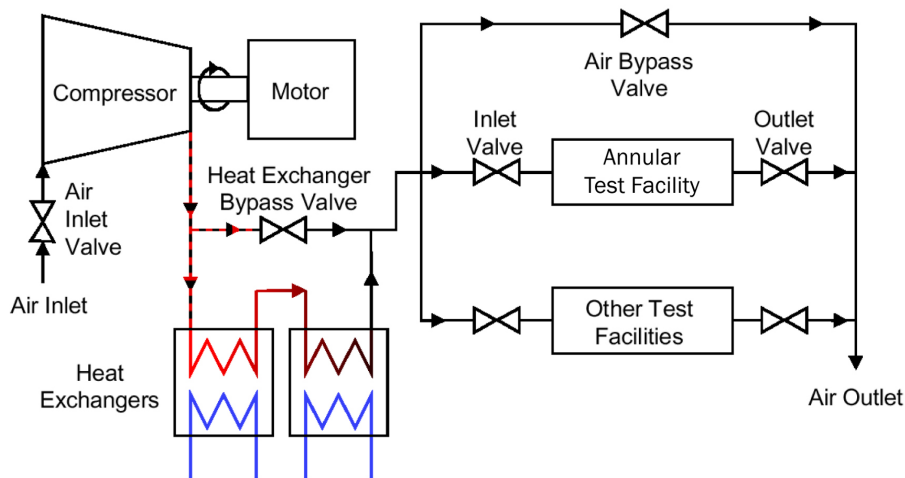 Compressor
Motor
Air Bypass
Valve
Inlet
Valve
Annular
Test Facility
Outlet
Valve
Heat Exchanger
Bypass Valve
Air
Inlet
Valve
Air Inlet
Other Test
Facilities
Heat
Exchangers
Air Outlet